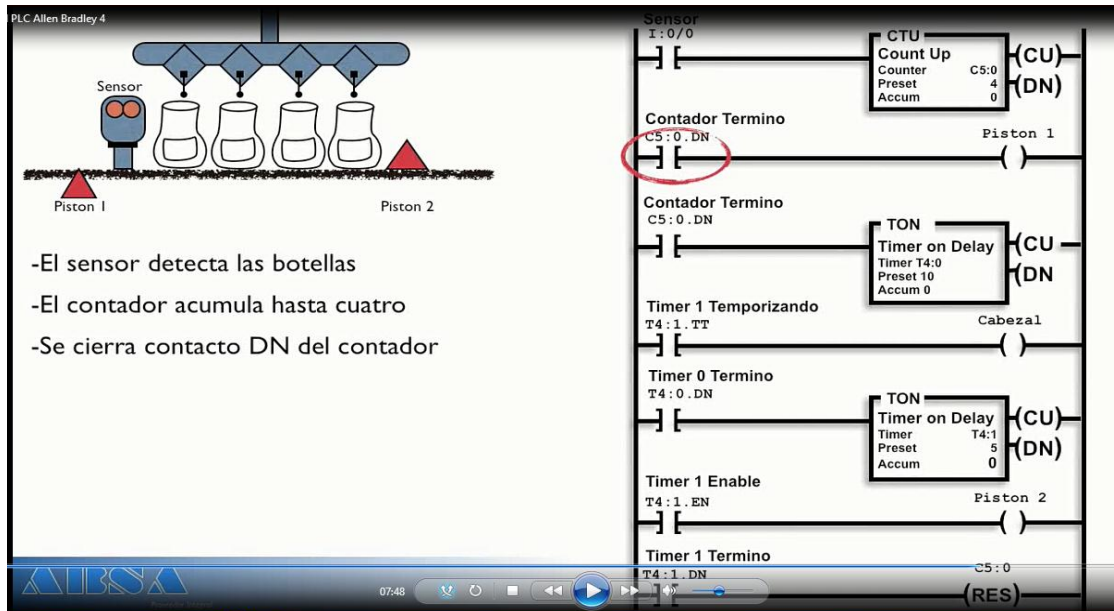 PLC Allen Bradley 4
Sensor
Piston 1
Piston 2
-El sensor detecta las botellas
-El contador acumula hasta cuatro
-Se cierra contacto DN del contador
Sensor
I:0/0
CTU
Count Up
Counter C5:0
Preset 4
Accum 0
(CU)
(DN)
Contador Termino
C5:0.DN
Piston 1
Contador Termino
C5:0.DN
TON
Timer on Delay
Timer T4:0
Preset 10
Accum 0
(CU
(DN
Timer 1 Temporizando
T4:1.TT
Cabezal
Timer 0 Termino
T4:0.DN
TON
Timer on Delay
Timer T4:1
Preset 5
Accum 0
(CU)
(DN)
Timer 1 Enable
T4:1.EN
Piston 2
Timer 1 Termino
T4:1.DN
C5:0
(RES)
AIBSA
07:48